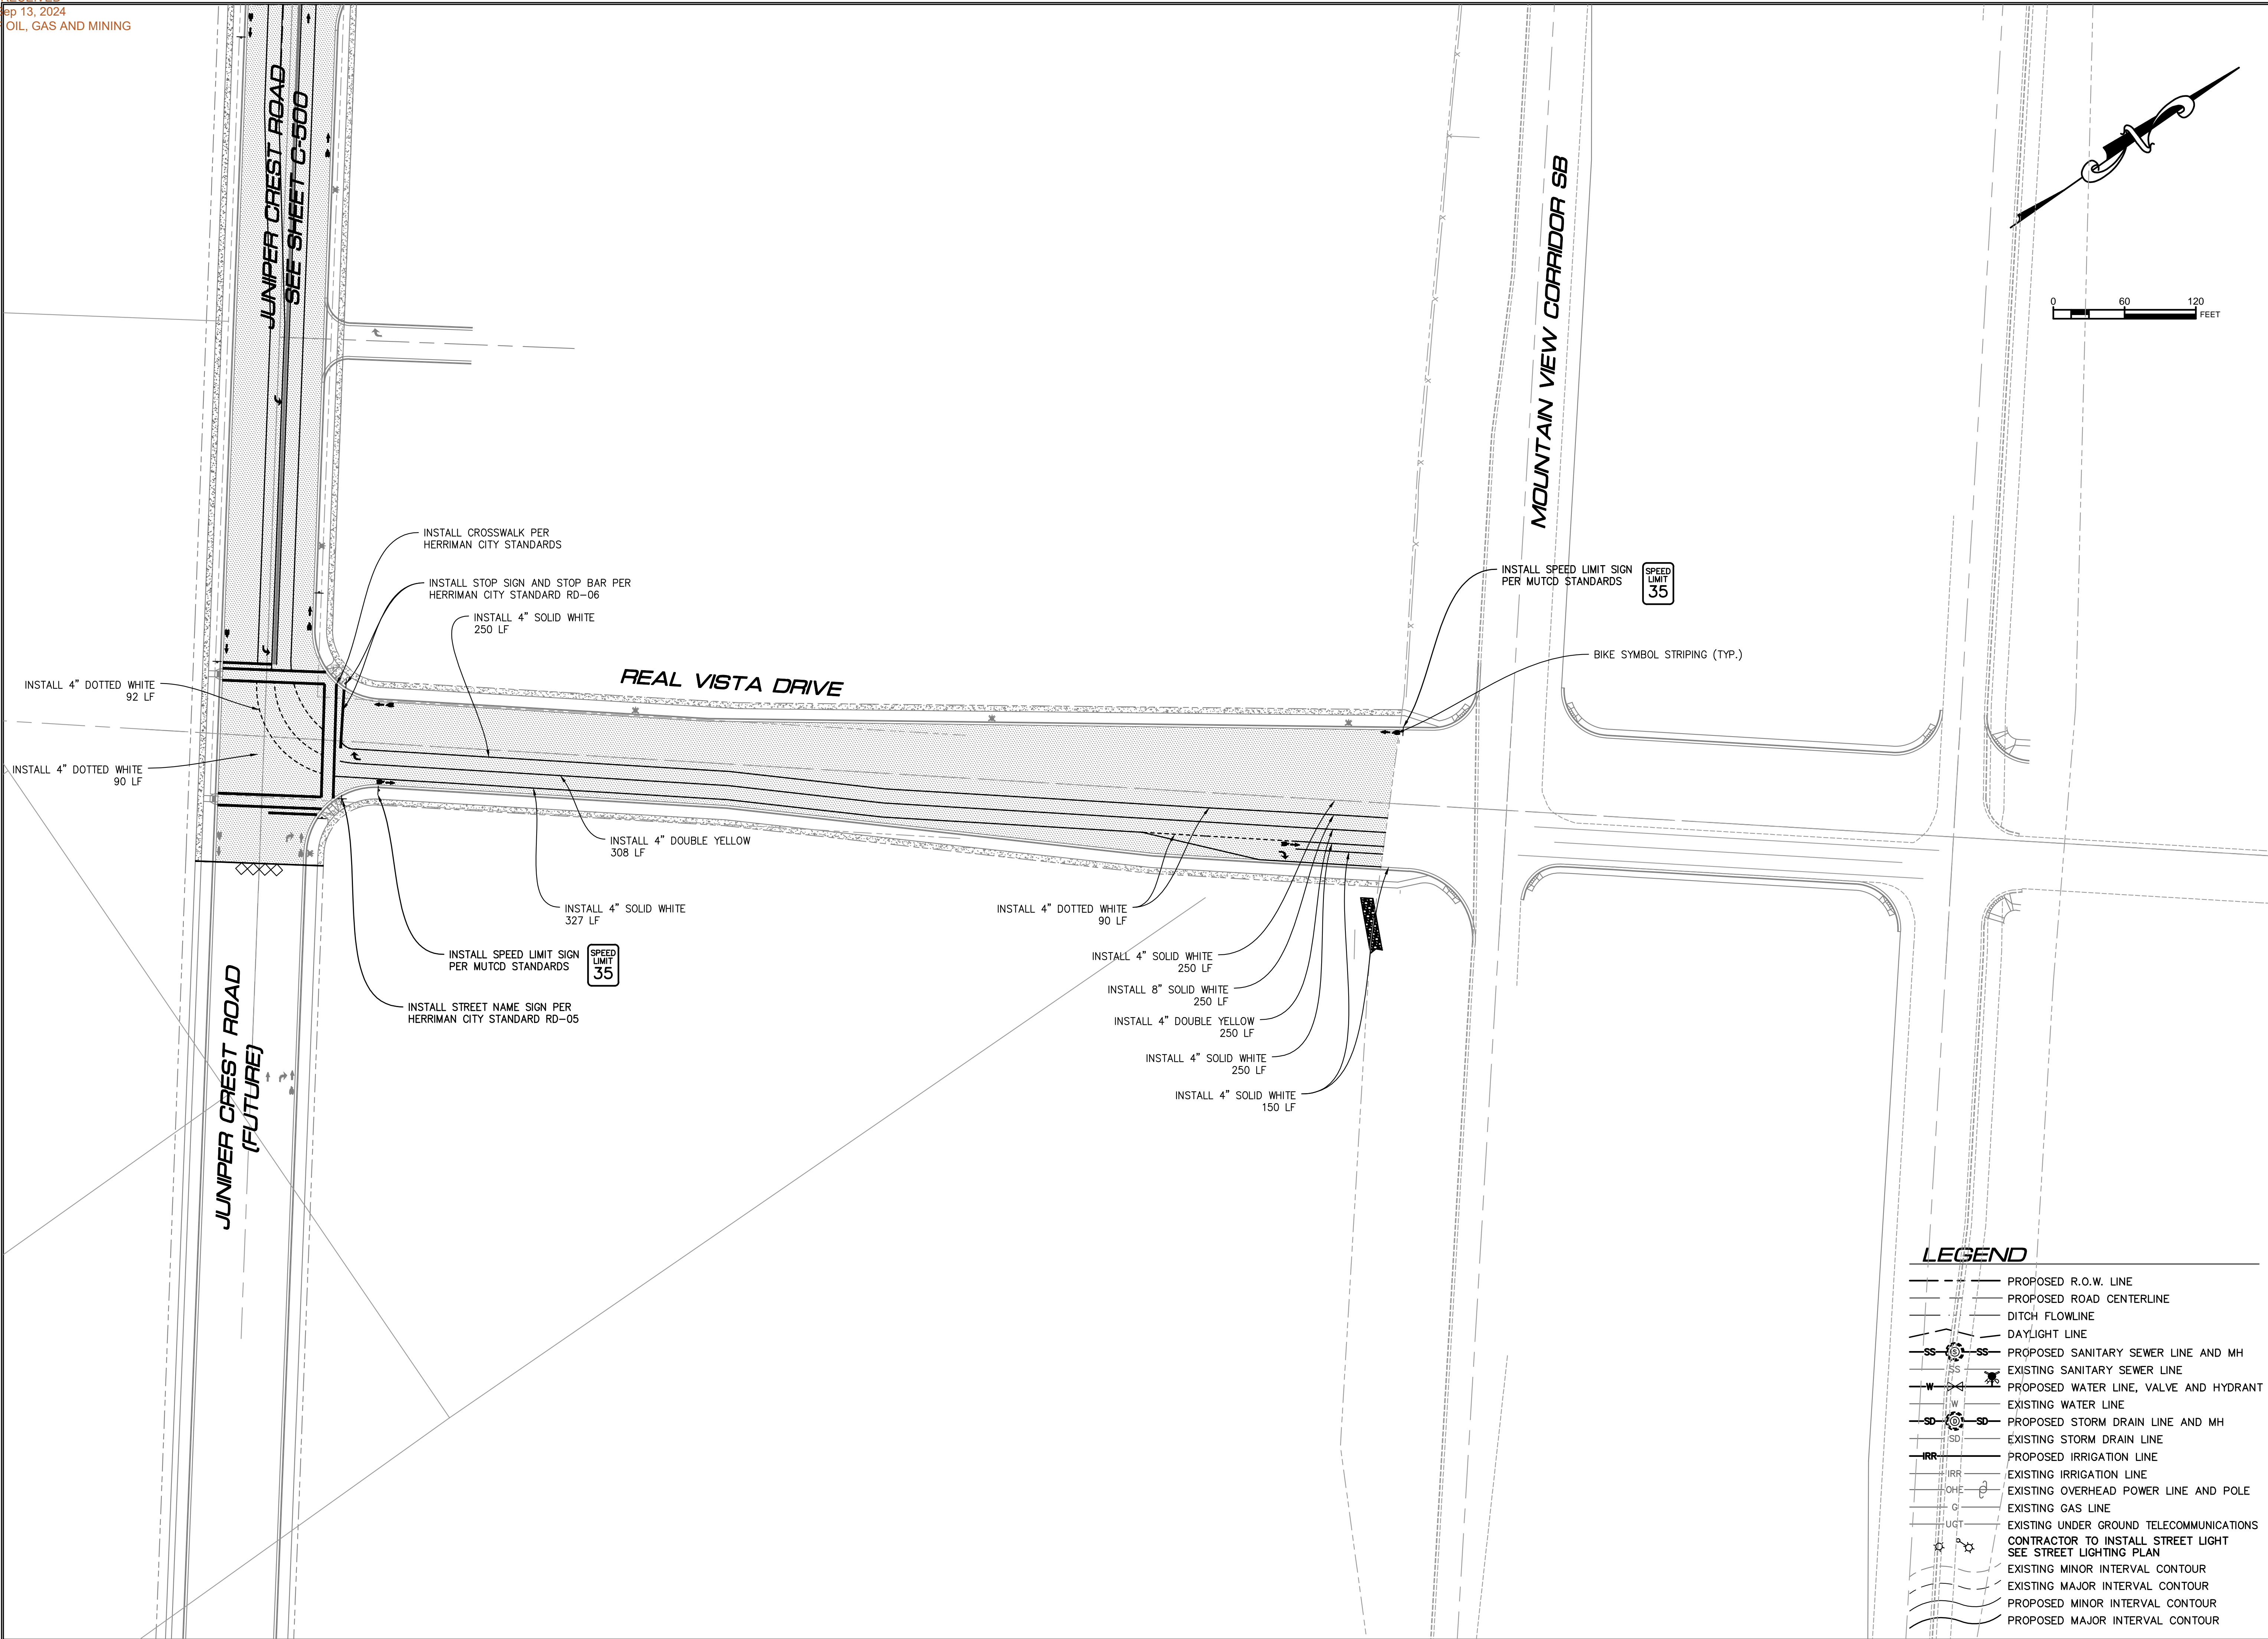 Sep 13, 2024
OIL, GAS AND MINING
JUNIPER CREST ROAD
SEE SHEET C-500
MOUNTAIN VIEW CORRIDOR SB
0 60 120
FEET
INSTALL CROSSWALK PER
HERRIMAN CITY STANDARDS
INSTALL STOP SIGN AND STOP BAR PER
HERRIMAN CITY STANDARD RD-06
INSTALL 4" SOLID WHITE
250 LF
INSTALL SPEED LIMIT SIGN
PER MUTCD STANDARDS
SPEED
LIMIT
35
BIKE SYMBOL STRIPING (TYP.)
REAL VISTA DRIVE
INSTALL 4" DOTTED WHITE
92 LF
INSTALL 4" DOTTED WHITE
90 LF
INSTALL 4" DOUBLE YELLOW
308 LF
INSTALL 4" SOLID WHITE
327 LF
INSTALL SPEED LIMIT SIGN
PER MUTCD STANDARDS
SPEED
LIMIT
35
INSTALL STREET NAME SIGN PER
HERRIMAN CITY STANDARD RD-05
INSTALL 4" DOTTED WHITE
90 LF
INSTALL 4" SOLID WHITE
250 LF
INSTALL 8" SOLID WHITE
250 LF
INSTALL 4" DOUBLE YELLOW
250 LF
INSTALL 4" SOLID WHITE
250 LF
INSTALL 4" SOLID WHITE
150 LF
JUNIPER CREST ROAD
(FUTURE)
LEGEND
PROPOSED R.O.W. LINE
PROPOSED ROAD CENTERLINE
DITCH FLOWLINE
DAYLIGHT LINE
SS S SS PROPOSED SANITARY SEWER LINE AND MH
SS EXISTING SANITARY SEWER LINE
W PROPOSED WATER LINE, VALVE AND HYDRANT
W EXISTING WATER LINE
SD D SD PROPOSED STORM DRAIN LINE AND MH
SD EXISTING STORM DRAIN LINE
IRR PROPOSED IRRIGATION LINE
IRR EXISTING IRRIGATION LINE
OHE EXISTING OVERHEAD POWER LINE AND POLE
G EXISTING GAS LINE
UGT EXISTING UNDER GROUND TELECOMMUNICATIONS
CONTRACTOR TO INSTALL STREET LIGHT
SEE STREET LIGHTING PLAN
EXISTING MINOR INTERVAL CONTOUR
EXISTING MAJOR INTERVAL CONTOUR
PROPOSED MINOR INTERVAL CONTOUR
PROPOSED MAJOR INTERVAL CONTOUR